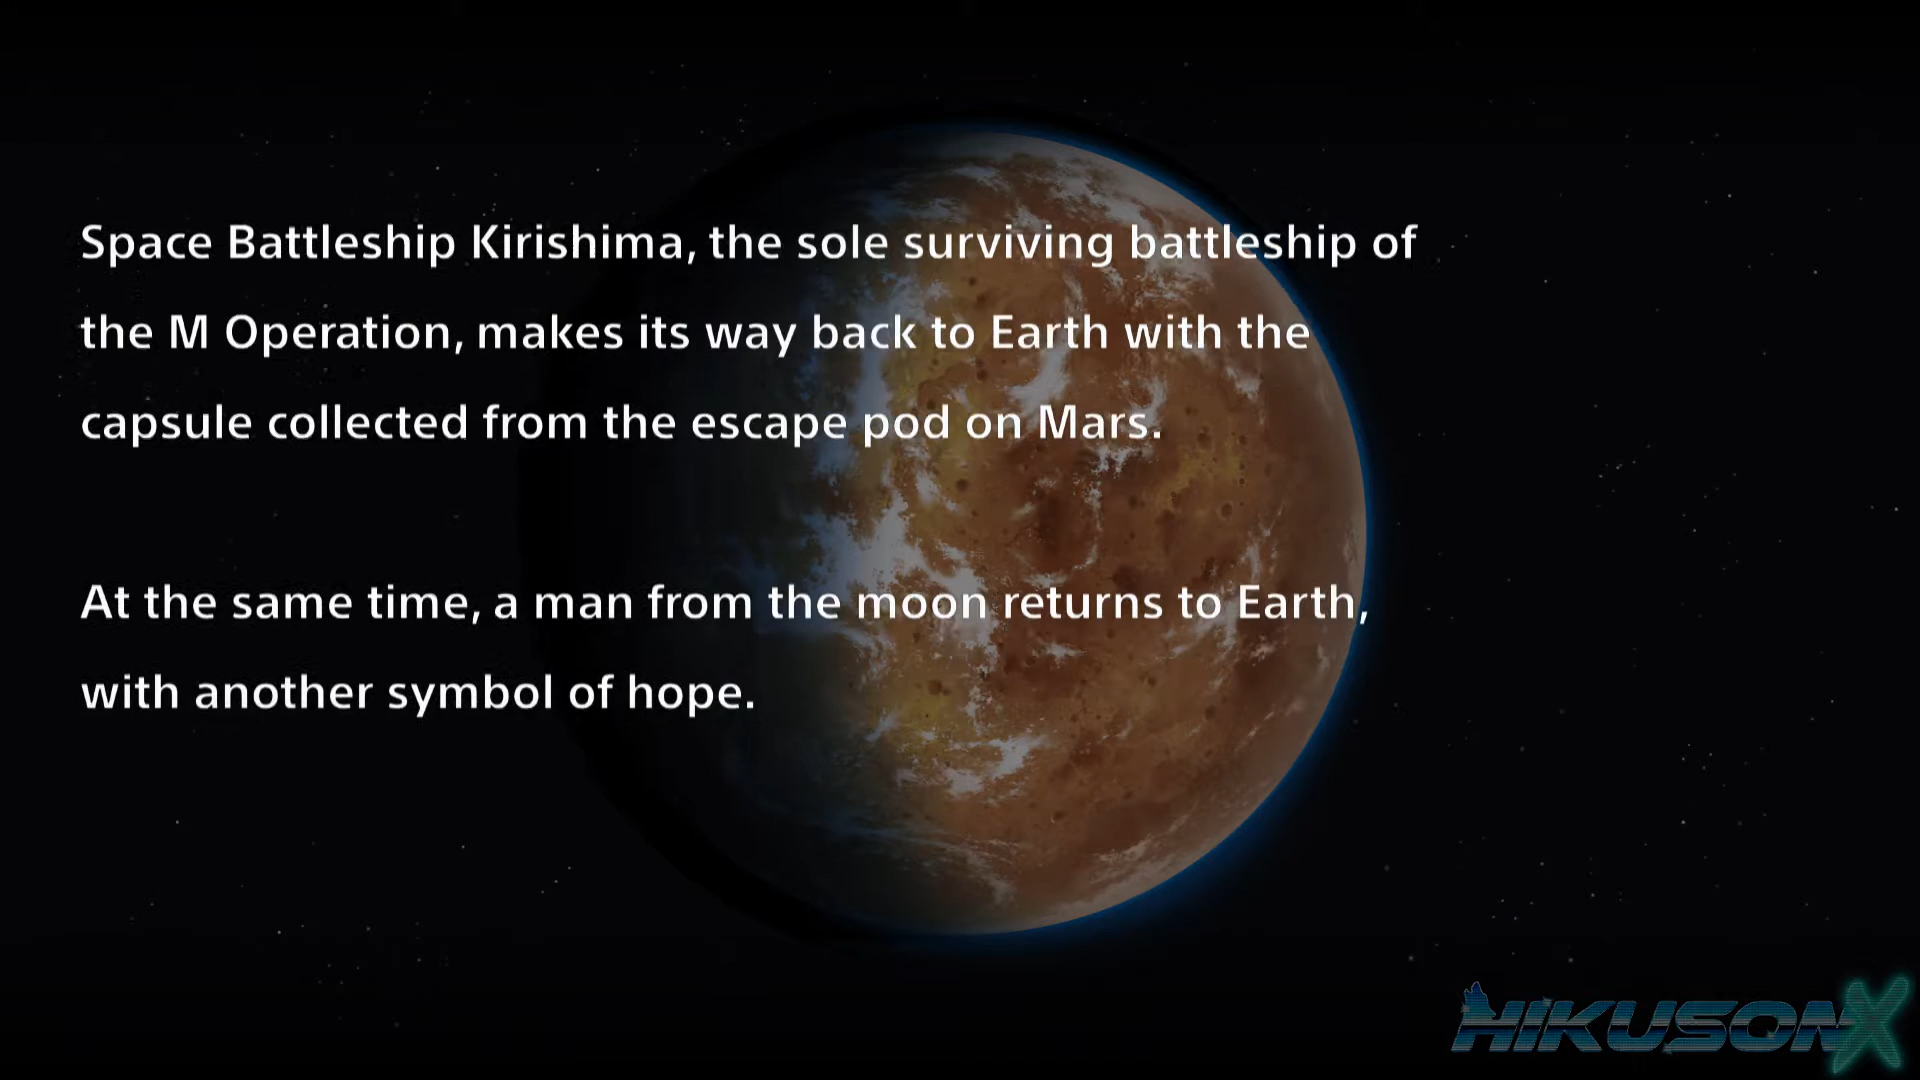 Space Battleship Kirishima, the sole surviving battleship of
the M Operation, makes its way back to Earth with the
capsule collected from the escape pod on Mars.
At the same time, a man from the moon returns to Earth,
with another symbol of hope.
HIKUSONX